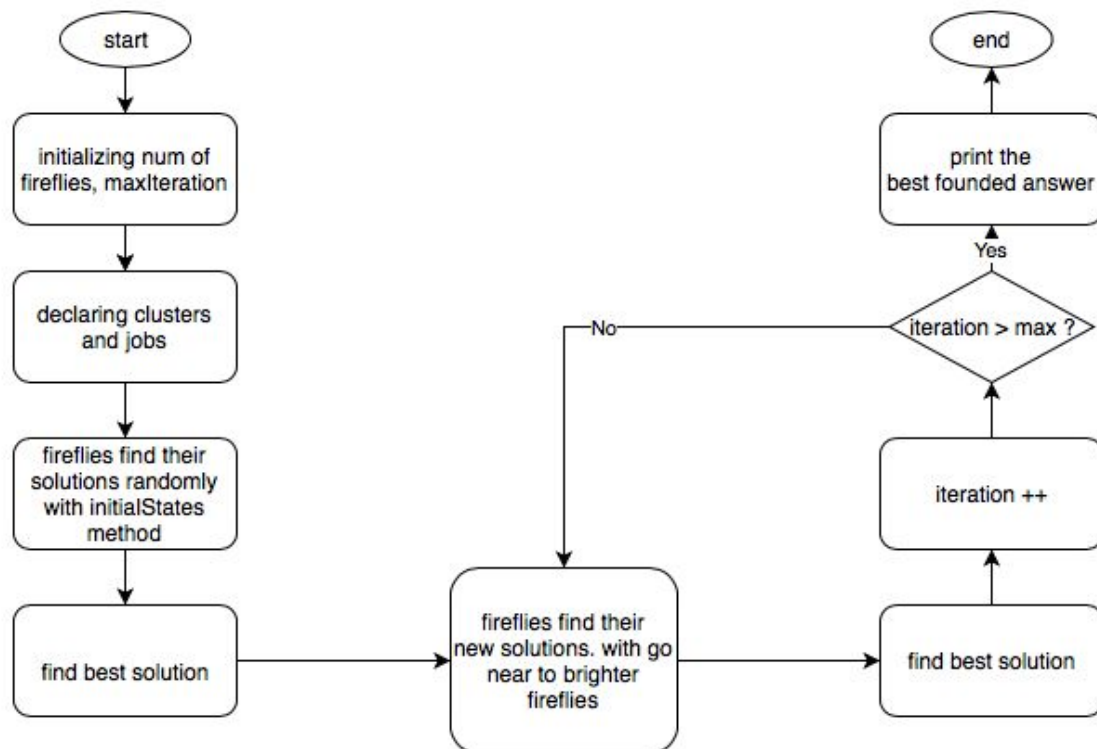 start
initializing num of
fireflies, maxIteration
declaring clusters
and jobs
fireflies find their
solutions randomly
with initialStates
method
find best solution
fireflies find their
new solutions. with go
near to brighter
fireflies
find best solution
iteration ++
iteration > max ?
No
Yes
print the
best founded answer
end